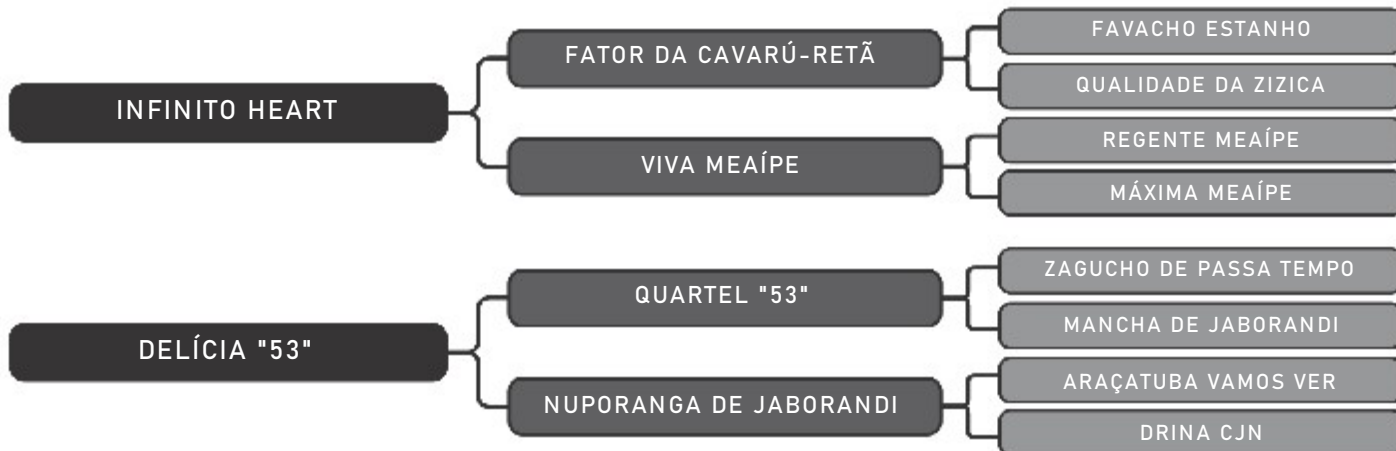 INFINITO HEART
FATOR DA CAVARÚ-RETÃ
FAVACHO ESTANHO
QUALIDADE DA ZIZICA
VIVA MEAÍPE
REGENTE MEAÍPE
MÁXIMA MEAÍPE
DELÍCIA "53"
QUARTEL "53"
ZAGUCHO DE PASSA TEMPO
MANCHA DE JABORANDI
NUPORANGA DE JABORANDI
ARAÇATUBA VAMOS VER
DRINA CJN